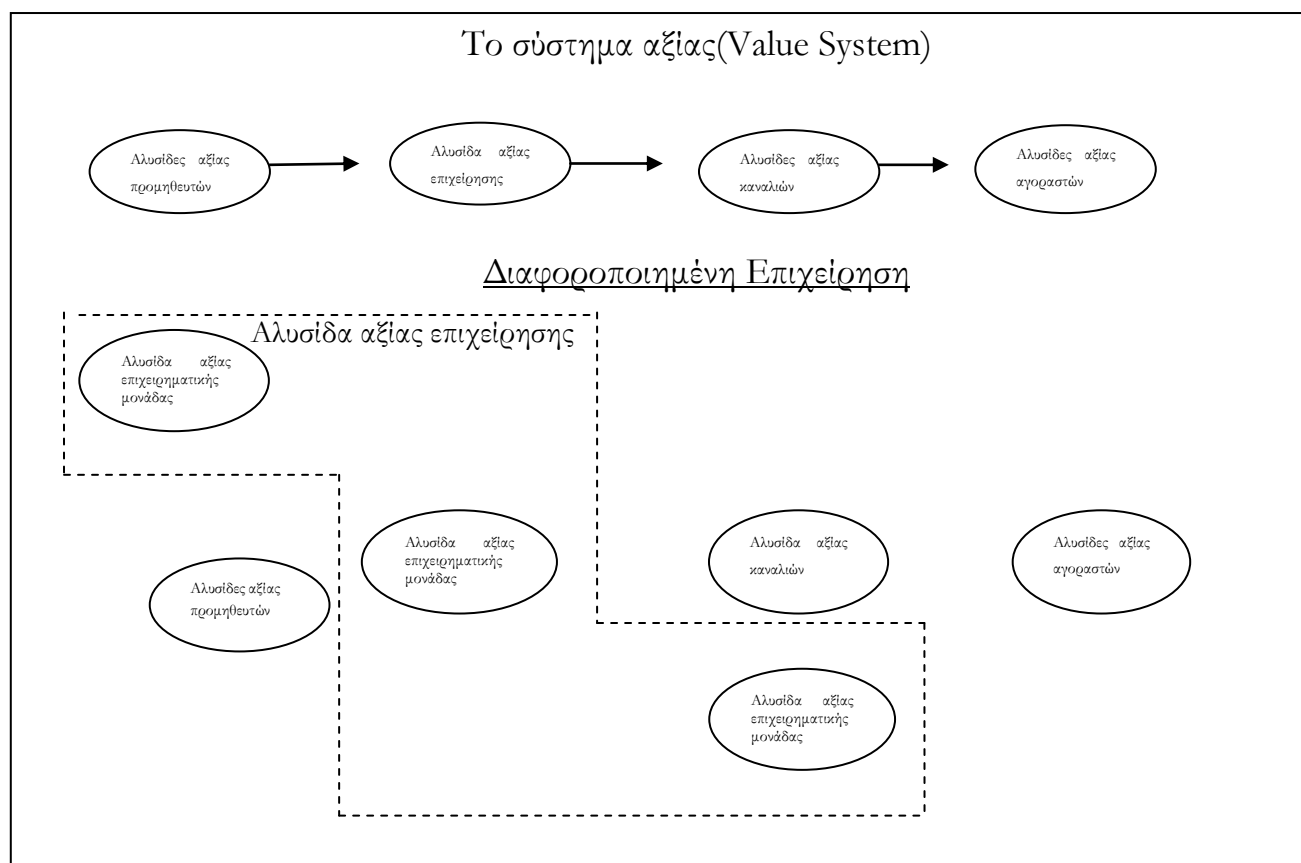 Το σύστημα αξίας(Value System)
Αλυσίδες αξίας
προμηθευτών
Αλυσίδα αξίας
επιχείρησης
Αλυσίδες αξίας
καναλιών
Αλυσίδες αξίας
αγοραστών
Διαφοροποιημένη Επιχείρηση
Αλυσίδα αξίας επιχείρησης
Αλυσίδα αξίας
επιχειρηματικής
μονάδας
Αλυσίδες αξίας
προμηθευτών
Αλυσίδα αξίας
επιχειρηματικής
μονάδας
Αλυσίδα αξίας
καναλιών
Αλυσίδες αξίας
αγοραστών
Αλυσίδα αξίας
επιχειρηματικής
μονάδας